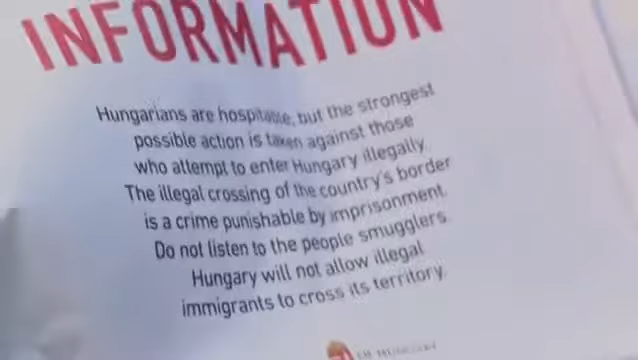 INFORMATION
Hungarians are hospitable, but the strongest
possible action is taken against those
who attempt to enter Hungary illegally.
The illegal crossing of the country's border
is a crime punishable by imprisonment.
Do not listen to the people smugglers.
Hungary will not allow illegal
immigrants to cross its territory.